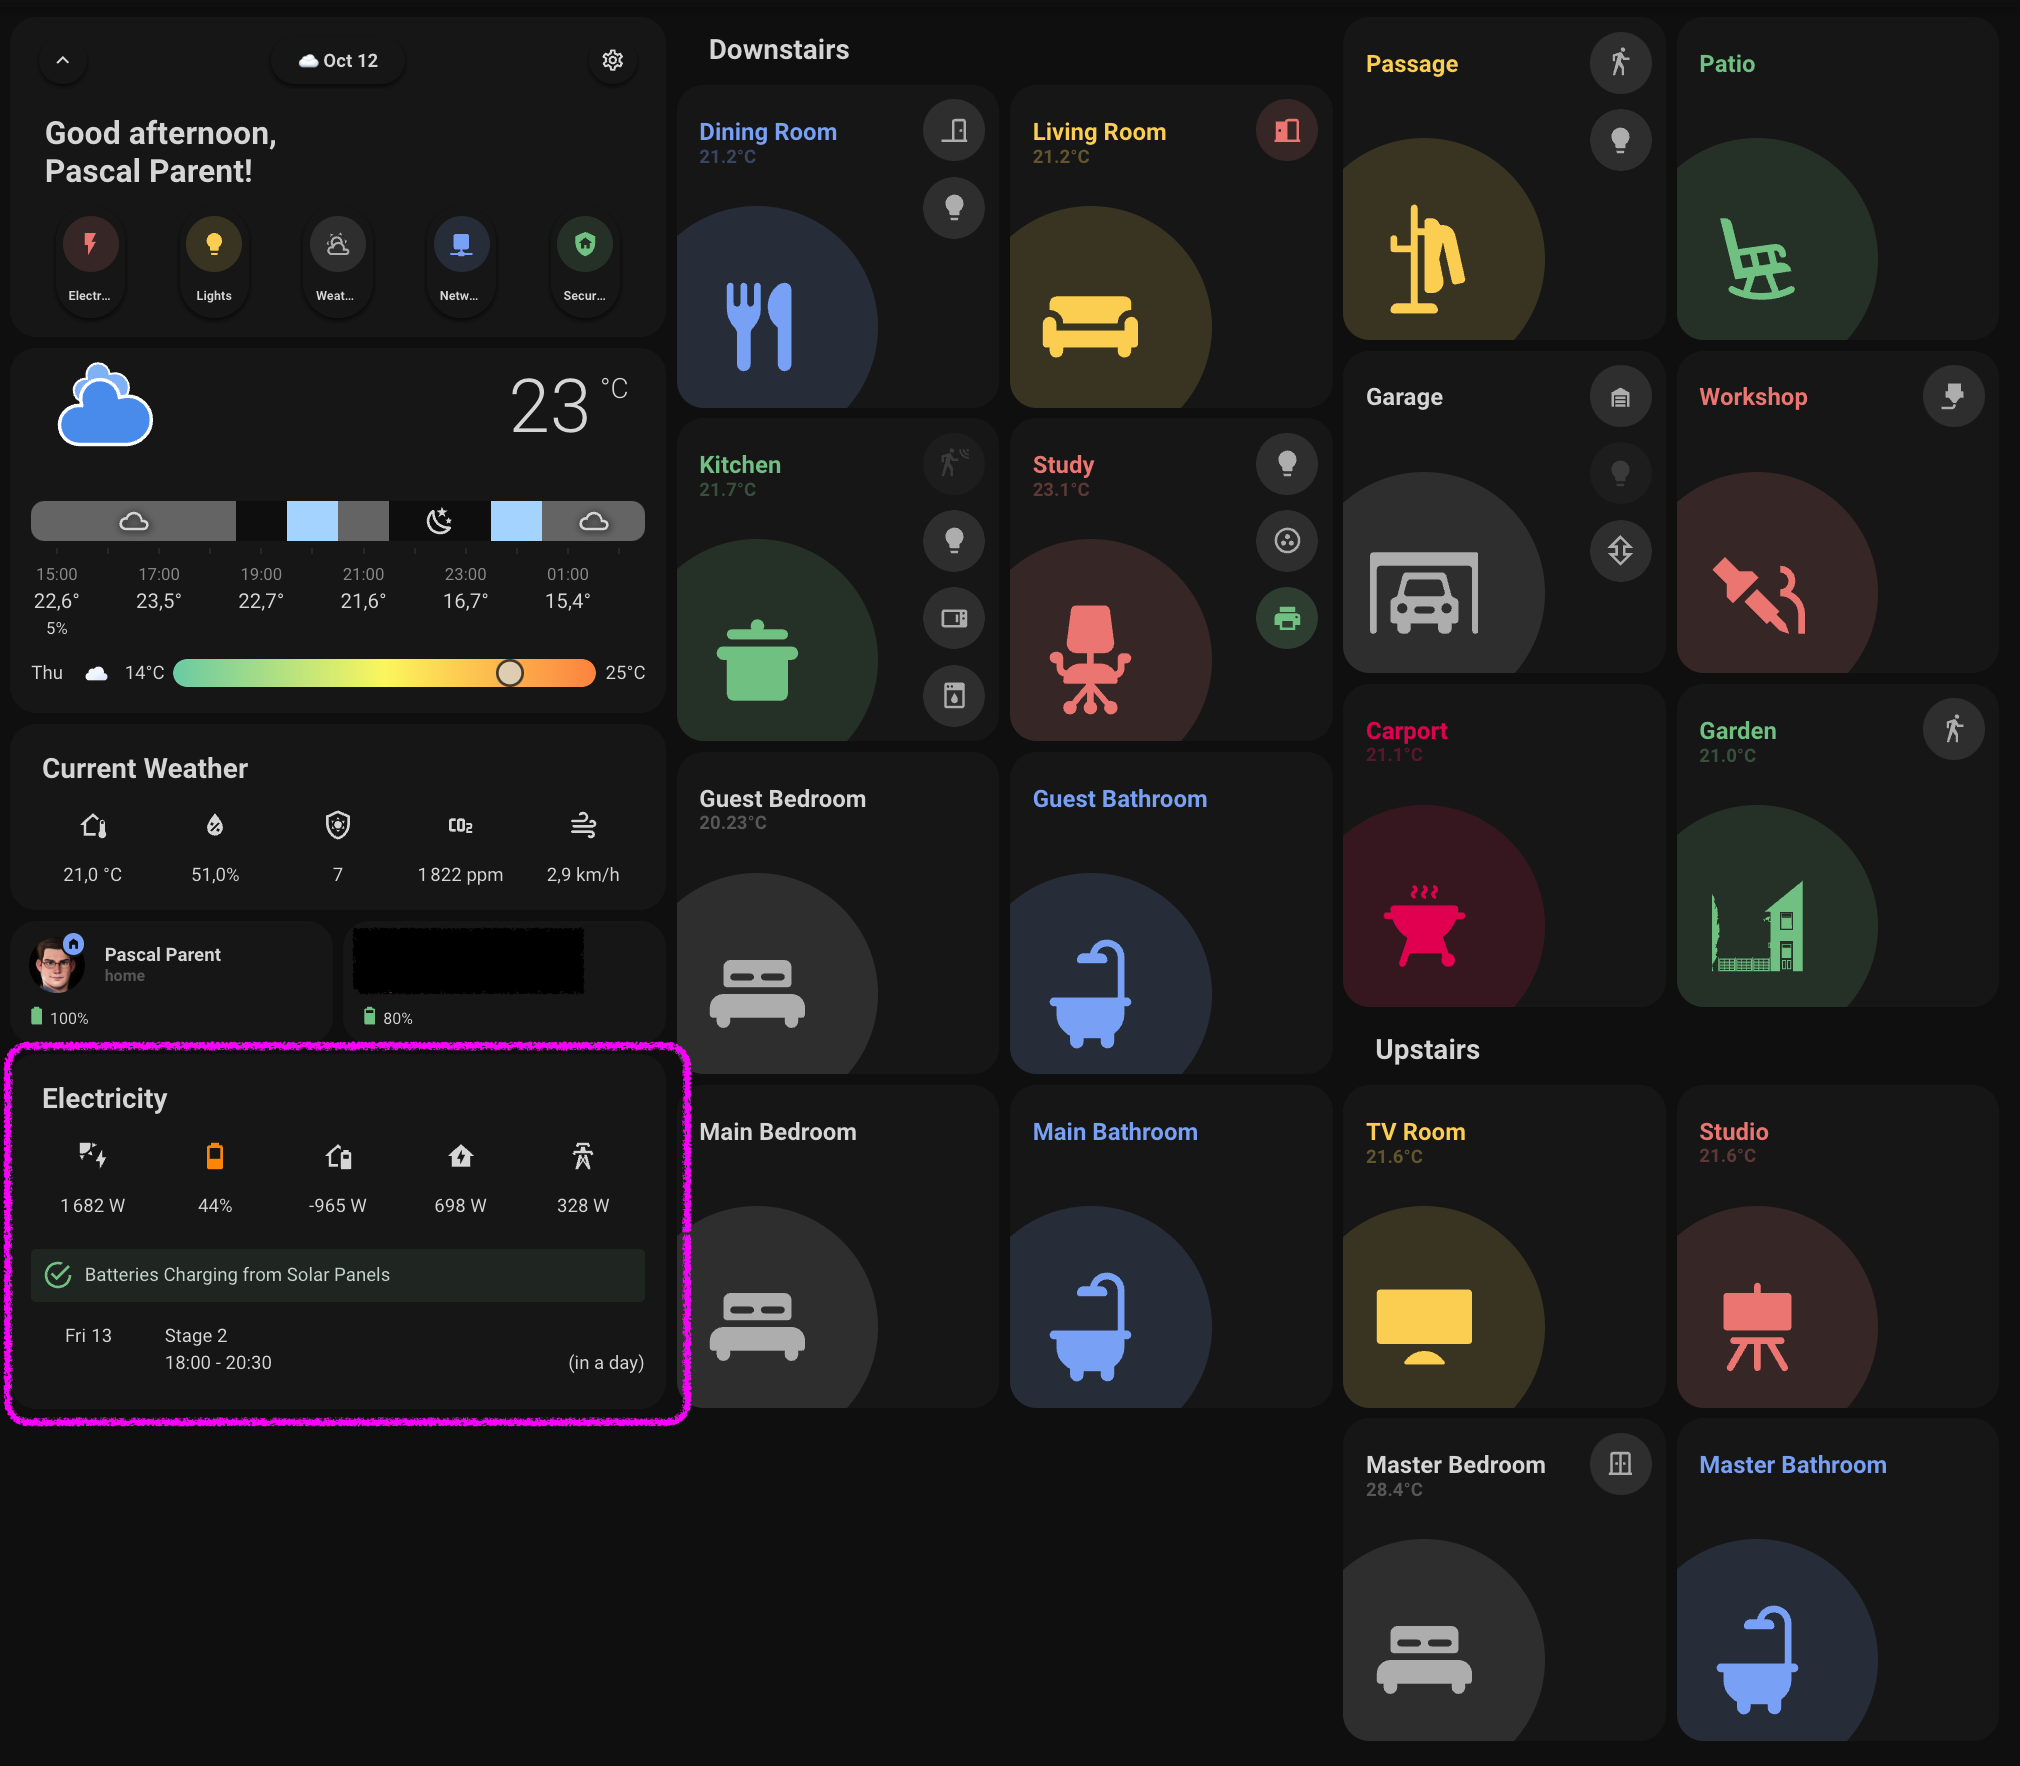 Oct 12
Good afternoon,
Pascal Parent!
Electr...
Lights
Weat...
Netw...
Secur...
23 °C
15:00 17:00 19:00 21:00 23:00 01:00
22,6° 23,5° 22,7° 21,6° 16,7° 15,4°
5%
Thu 14°C 25°C
Current Weather
CO2
21,0 °C 51,0% 7 1 822 ppm 2,9 km/h
Pascal Parent
home
100%
80%
Electricity
1 682 W 44% -965 W 698 W 328 W
Batteries Charging from Solar Panels
Fri 13 Stage 2
18:00 - 20:30 (in a day)
Downstairs
Dining Room
21.2°C
Living Room
21.2°C
Kitchen
21.7°C
Study
23.1°C
Guest Bedroom
20.23°C
Guest Bathroom
Main Bedroom
Main Bathroom
Passage
Patio
Garage
Workshop
Carport
21.1°C
Garden
21.0°C
Upstairs
TV Room
21.6°C
Studio
21.6°C
Master Bedroom
28.4°C
Master Bathroom